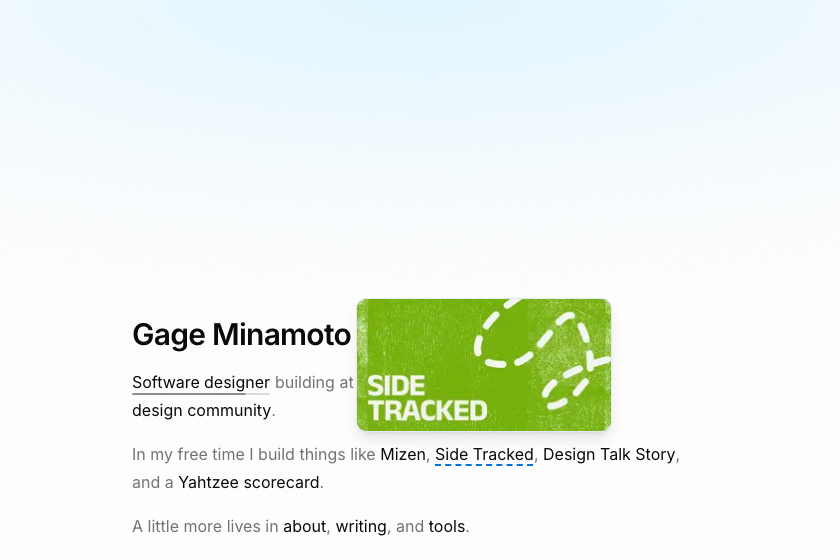 Gage Minamoto
Software designer building at
design community.
SIDE
TRACKED
In my free time I build things like Mizen, Side Tracked, Design Talk Story,
and a Yahtzee scorecard.
A little more lives in about, writing, and tools.